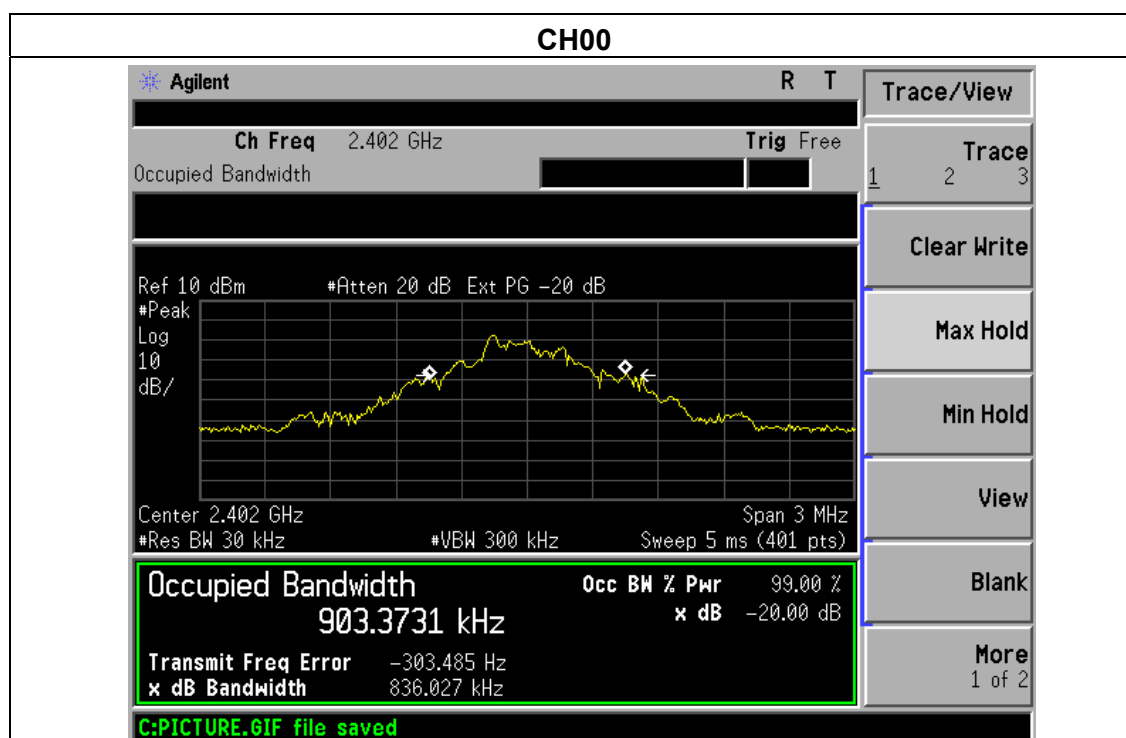 CH00
Agilent R T
Ch Freq 2.402 GHz Trig Free
Occupied Bandwidth
Ref 10 dBm #Atten 20 dB Ext PG -20 dB
#Peak
Log
10
dB/
Center 2.402 GHz Span 3 MHz
#Res BW 30 kHz #VBW 300 kHz Sweep 5 ms (401 pts)
Occupied Bandwidth Occ BW % Pwr 99.00 %
903.3731 kHz x dB -20.00 dB
Transmit Freq Error -303.485 Hz
x dB Bandwidth 836.027 kHz
C:PICTURE.GIF file saved
Trace/View
Trace
1 2 3
Clear Write
Max Hold
Min Hold
View
Blank
More
1 of 2